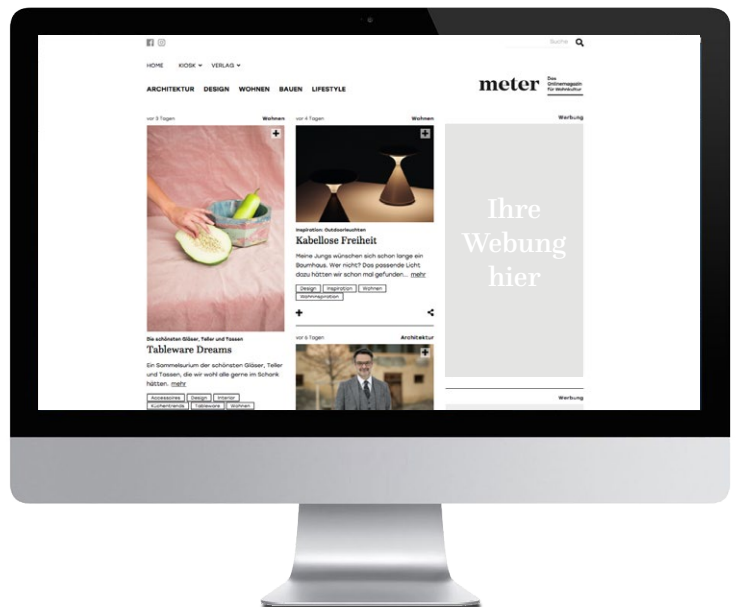 Suche
HOME
KIOSK
VERLAG
ARCHITEKTUR
DESIGN
WOHNEN
BAUEN
LIFESTYLE
meter
Das
Onlinemagazin
für Wohnkultur
vor 3 Tagen
Wohnen
Die schönsten Gläser, Teller und Tassen
Tableware Dreams
Ein Sammelsurium der schönsten Gläser, Teller
und Tassen, die wir wohl alle gerne im Schank
hätten. mehr
Accessoires Design Interior
Küchentrends Tableware Wohnen
vor 4 Tagen
Wohnen
Inspiration: Outdoorleuchten
Kabellose Freiheit
Meine Jungs wünschen sich schon lange ein
Baumhaus. Wer nicht? Das passende Licht
dazu hätten wir schon mal gefunden... mehr
Design Inspiration Wohnen
Wohninspiration
vor 6 Tagen
Architektur
Werbung
Ihre
Webung
hier
Werbung